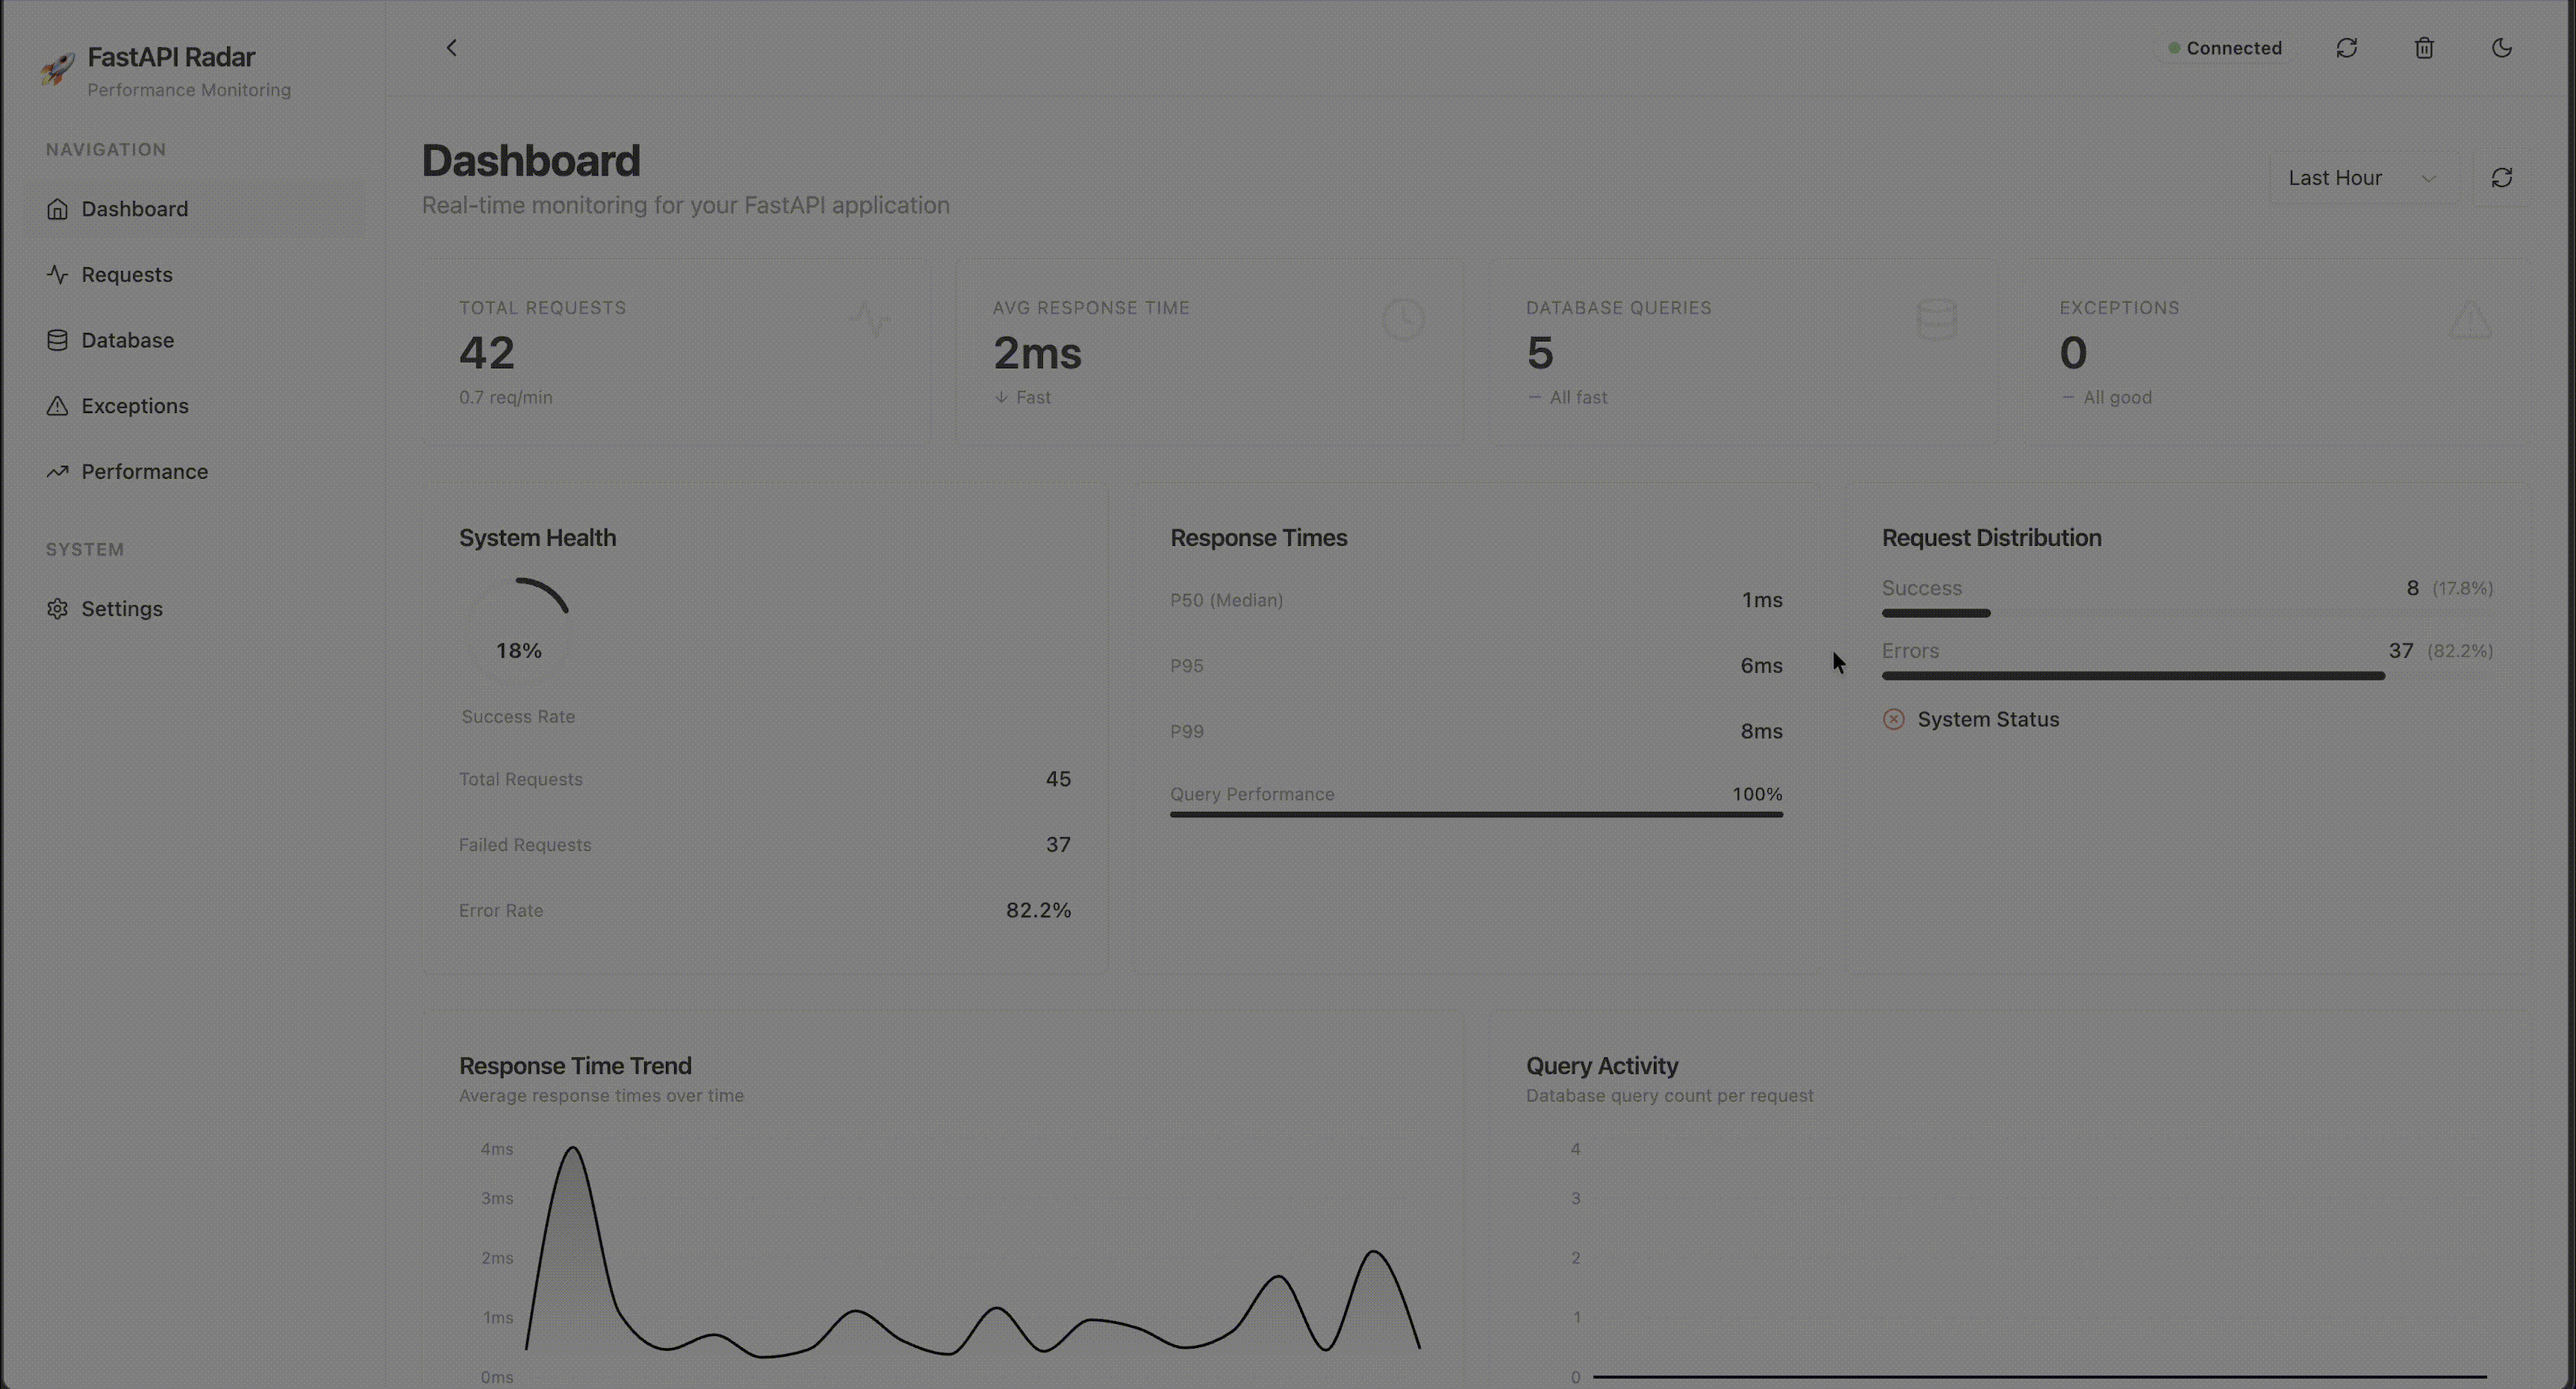 FastAPI Radar
Performance Monitoring
NAVIGATION
Dashboard
Requests
Database
Exceptions
Performance
SYSTEM
Settings
Connected
Dashboard
Real-time monitoring for your FastAPI application
Last Hour
TOTAL REQUESTS
42
0.7 req/min
AVG RESPONSE TIME
2ms
Fast
DATABASE QUERIES
5
All fast
EXCEPTIONS
0
All good
System Health
18%
Success Rate
Total Requests 45
Failed Requests 37
Error Rate 82.2%
Response Times
P50 (Median) 1ms
P95 6ms
P99 8ms
Query Performance 100%
Request Distribution
Success 8 (17.8%)
Errors 37 (82.2%)
System Status
Response Time Trend
Average response times over time
4ms
3ms
2ms
1ms
0ms
Query Activity
Database query count per request
4
3
2
1
0